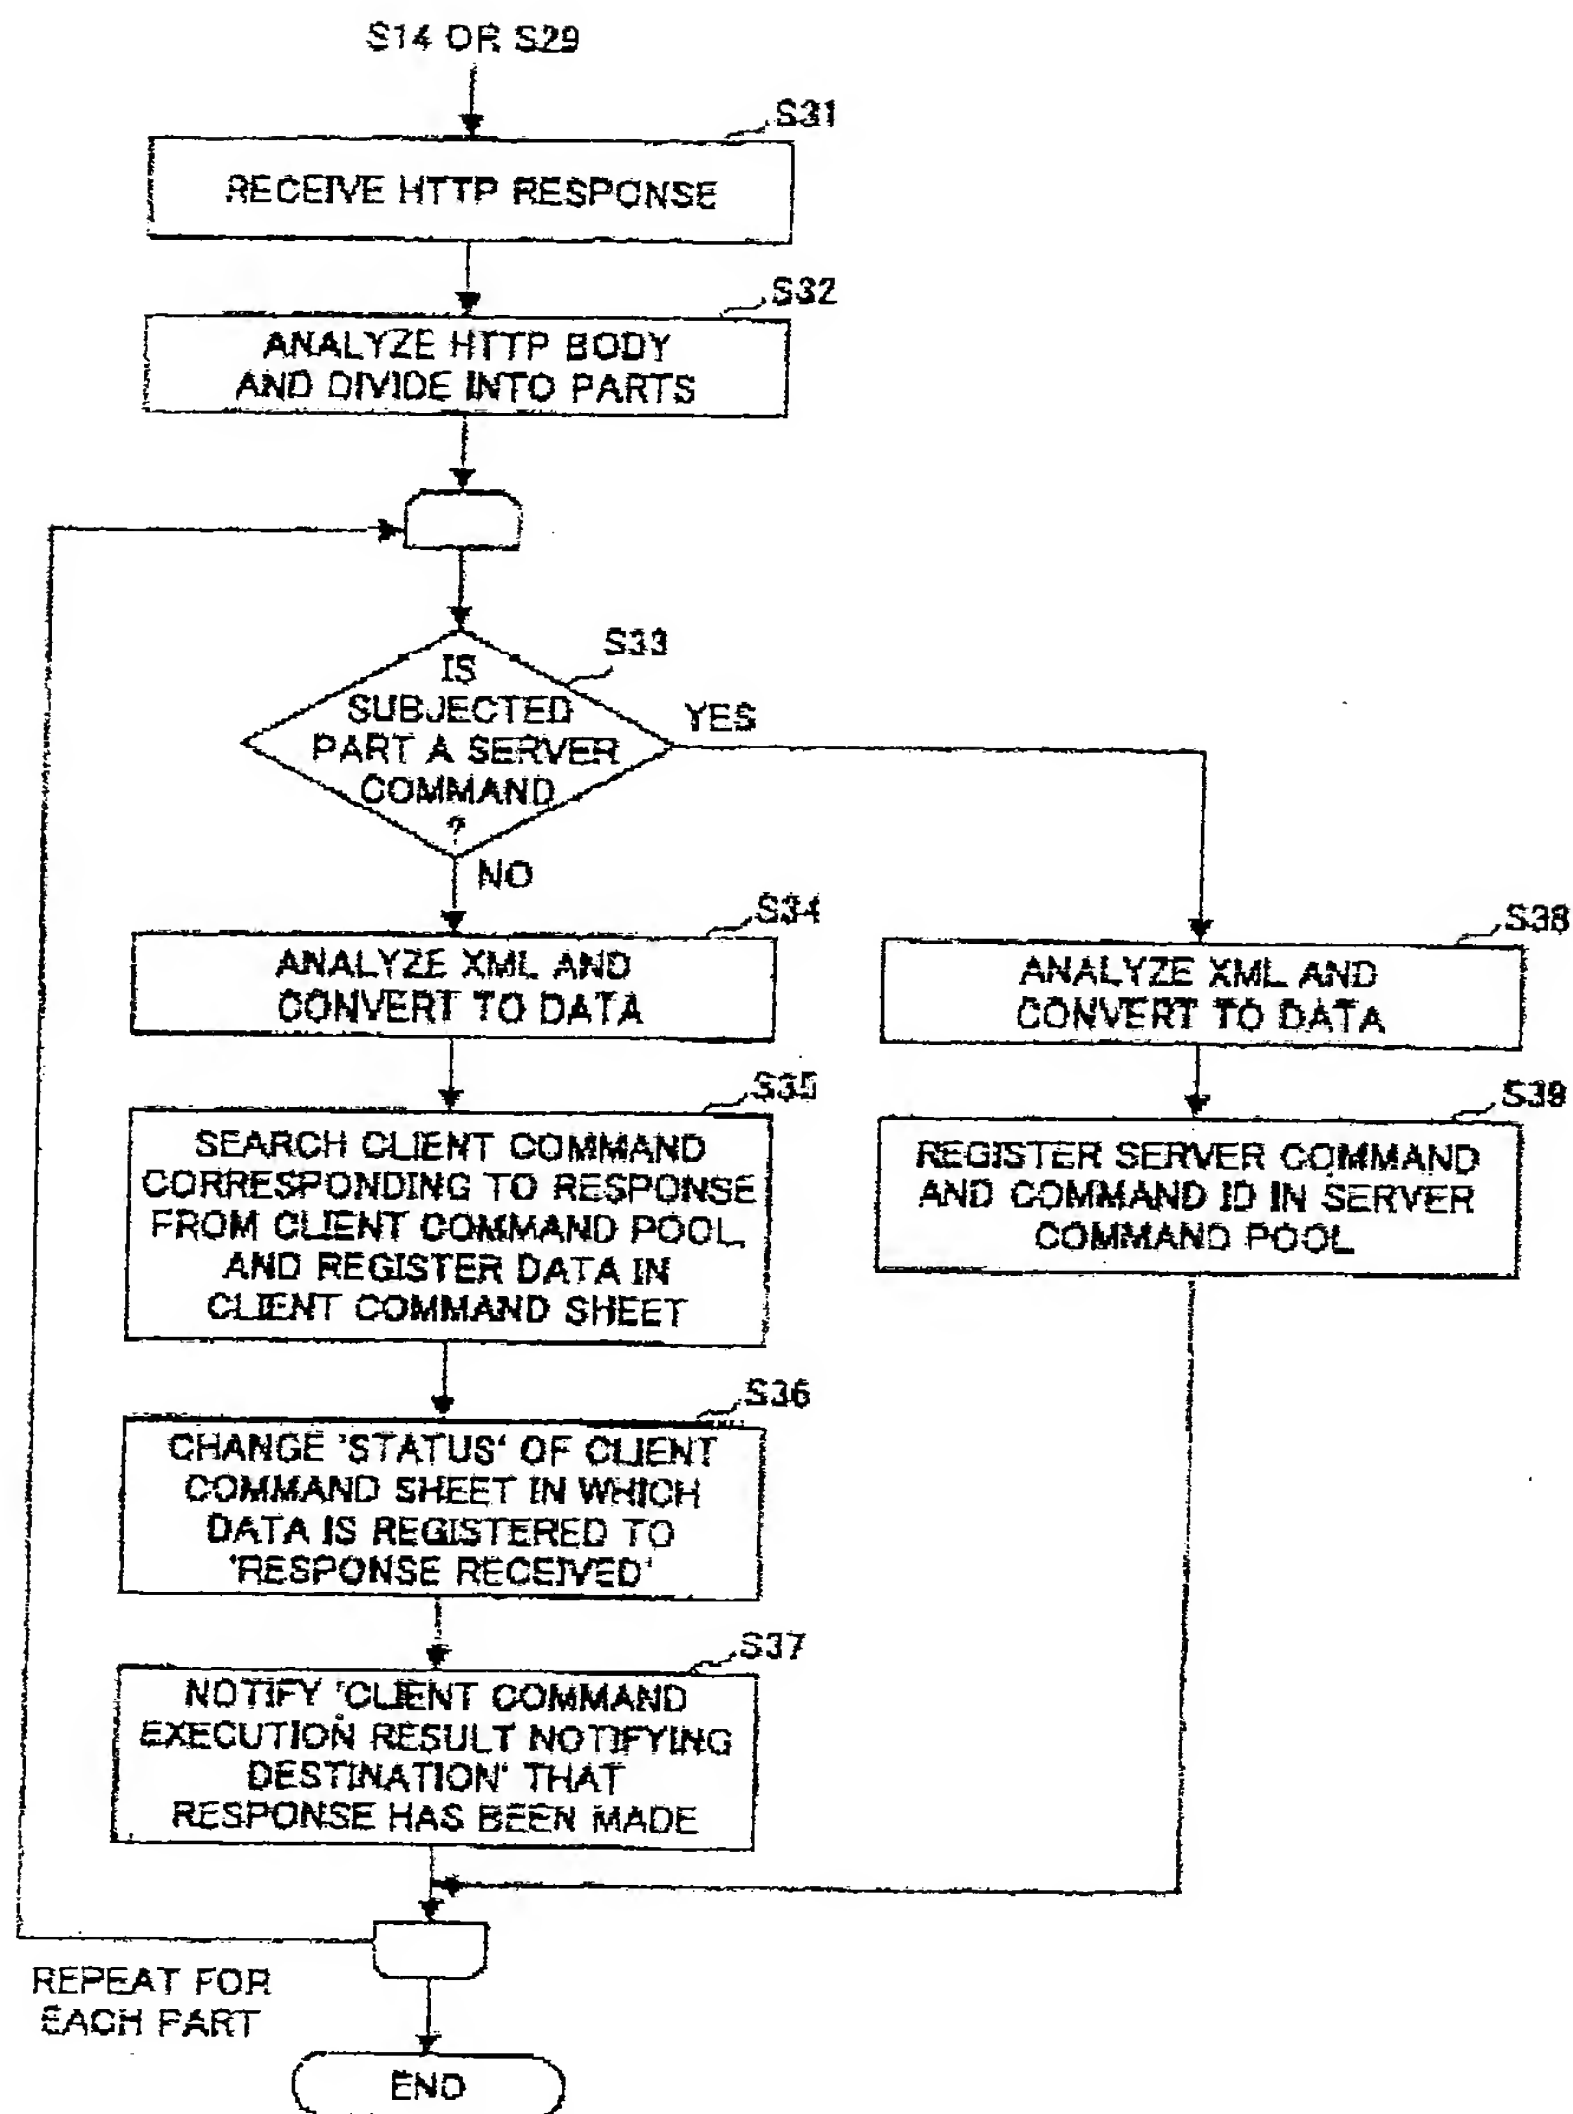 S14 OR S29
S31
RECEIVE HTTP RESPONSE
S32
ANALYZE HTTP BODY
AND DIVIDE INTO PARTS
S33
IS
SUBJECTED
PART A SERVER
COMMAND
?
YES
NO
S34
ANALYZE XML AND
CONVERT TO DATA
S38
ANALYZE XML AND
CONVERT TO DATA
S35
SEARCH CLIENT COMMAND
CORRESPONDING TO RESPONSE
FROM CLIENT COMMAND POOL
AND REGISTER DATA IN
CLIENT COMMAND SHEET
S39
REGISTER SERVER COMMAND
AND COMMAND ID IN SERVER
COMMAND POOL
S36
CHANGE 'STATUS' OF CLIENT
COMMAND SHEET IN WHICH
DATA IS REGISTERED TO
'RESPONSE RECEIVED'
S37
NOTIFY 'CLIENT COMMAND
EXECUTION RESULT NOTIFYING
DESTINATION' THAT
RESPONSE HAS BEEN MADE
REPEAT FOR
EACH PART
END